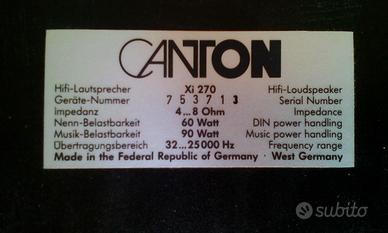 CANTON
Hifi-Lautsprecher Xi 270 Hifi-Loudspeaker
Geräte-Nummer 753713 Serial Number
Impedanz 4...8 Ohm Impedance
Nenn-Belastbarkeit 60 Watt DIN power handling
Musik-Belastbarkeit 90 Watt Music power handling
Übertragungsbereich 32...25000 Hz Frequency range
Made in the Federal Republic of Germany · West Germany
subito